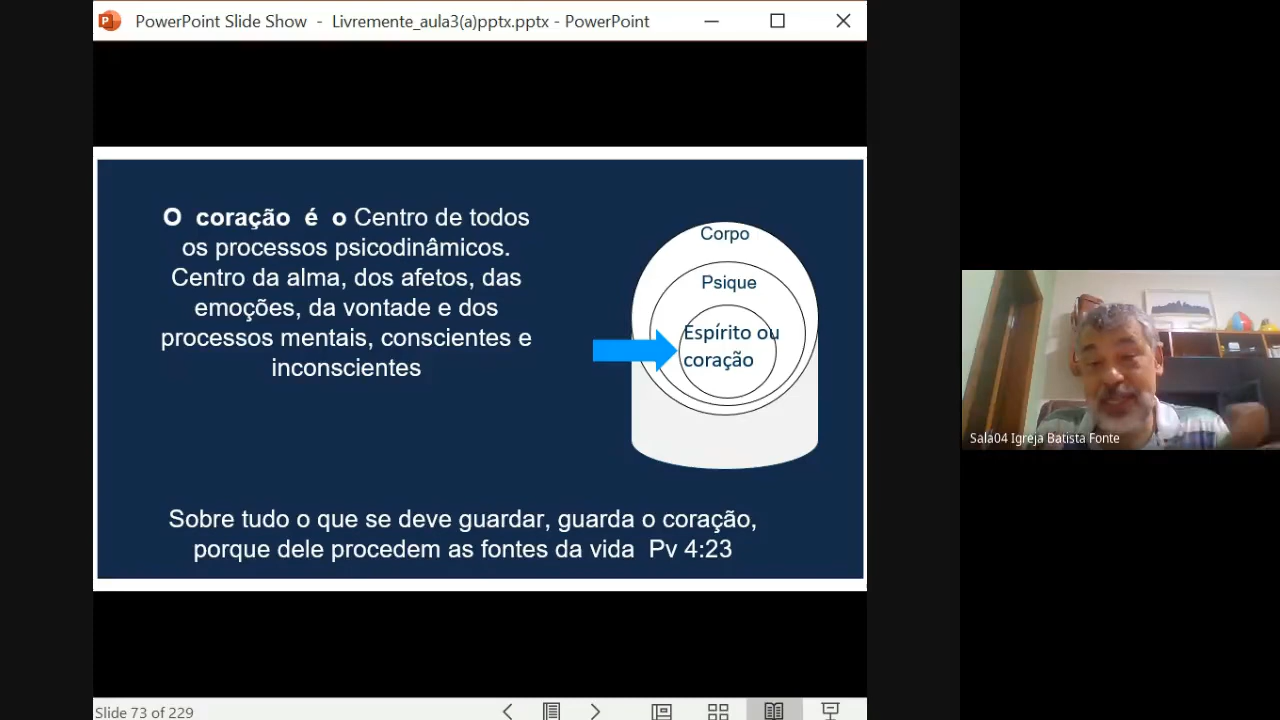 PowerPoint Slide Show - Livremente_aula3(a)pptx.pptx - PowerPoint
O coração é o Centro de todos
os processos psicodinâmicos.
Centro da alma, dos afetos, das
emoções, da vontade e dos
processos mentais, conscientes e
inconscientes
Corpo
Psique
Espírito ou
coração
Sobre tudo o que se deve guardar, guarda o coração,
porque dele procedem as fontes da vida Pv 4:23
Sala04 Igreja Batista Fonte
Slide 73 of 229